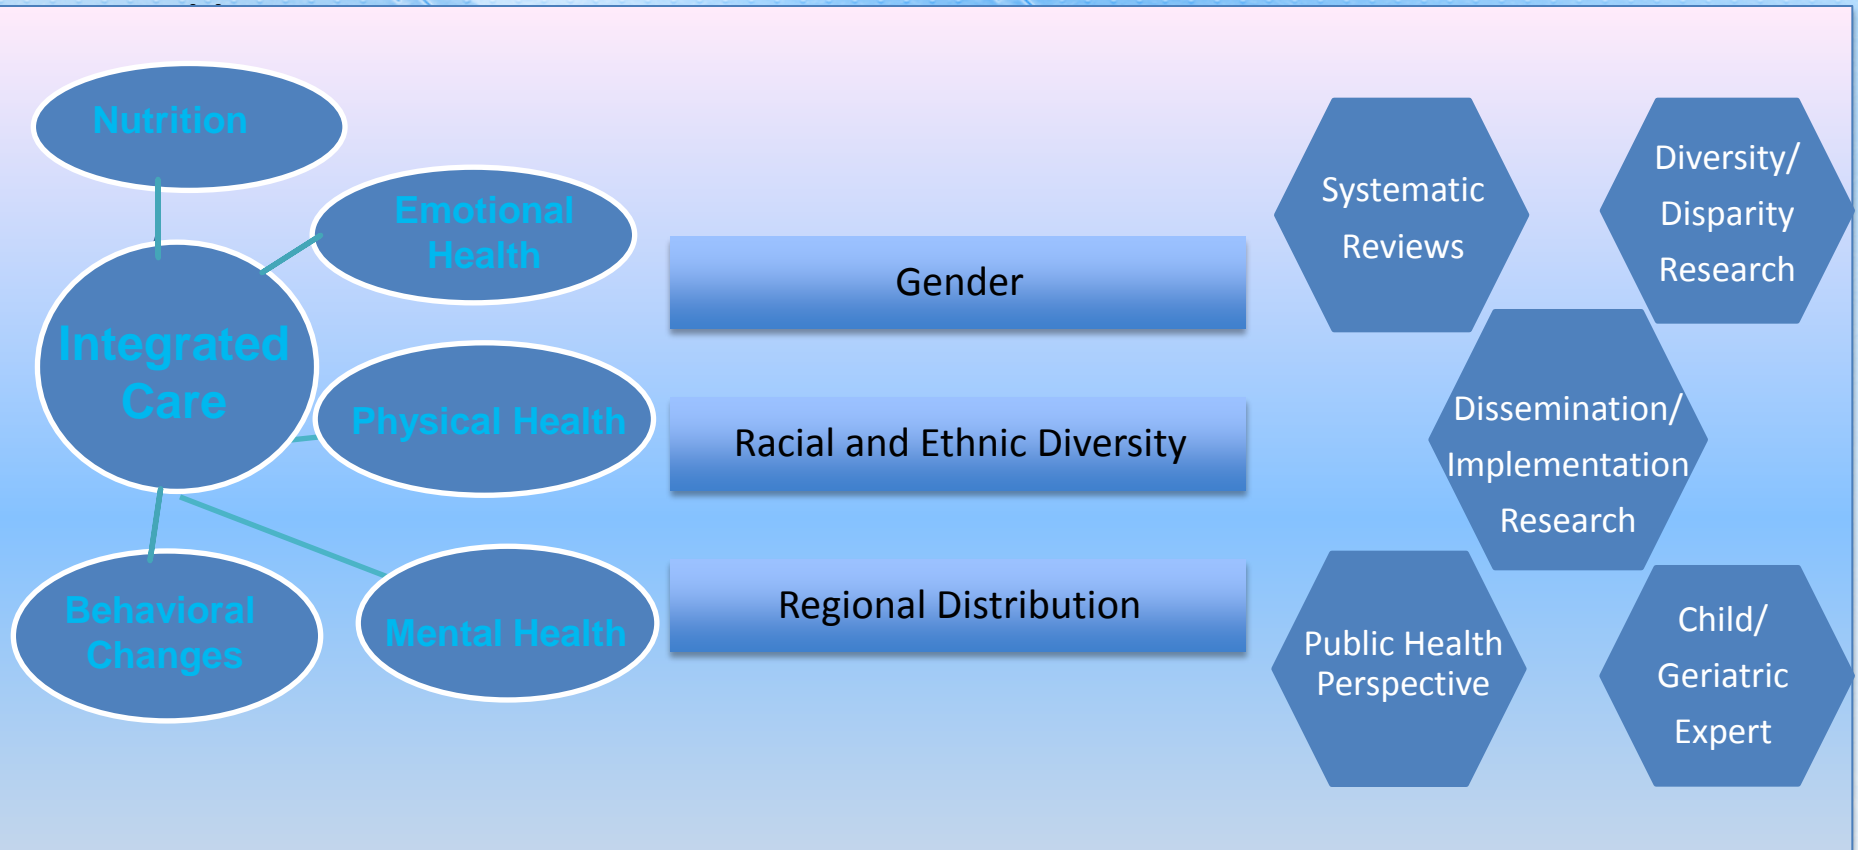 Nutrition
Emotional
Health
Integrated
Care
Physical Health
Behavioral
Changes
Mental Health
Gender
Racial and Ethnic Diversity
Regional Distribution
Systematic
Reviews
Diversity/
Disparity
Research
Dissemination/
Implementation
Research
Public Health
Perspective
Child/
Geriatric
Expert